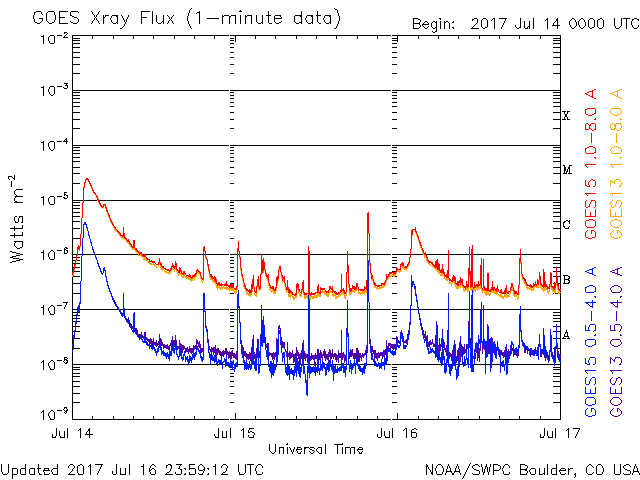 GOES Xray Flux (1-minute data)
Begin: 2017 Jul 14 0000 UTC
10⁻²
10⁻³
10⁻⁴
10⁻⁵
10⁻⁶
10⁻⁷
10⁻⁸
10⁻⁹
Watts m⁻²
X
M
C
B
A
GOES15 1.0-8.0 A
GOES13 1.0-8.0 A
GOES15 0.5-4.0 A
GOES13 0.5-4.0 A
Jul 14
Jul 15
Jul 16
Jul 17
Universal Time
Updated 2017 Jul 16 23:59:12 UTC
NOAA/SWPC Boulder, CO USA